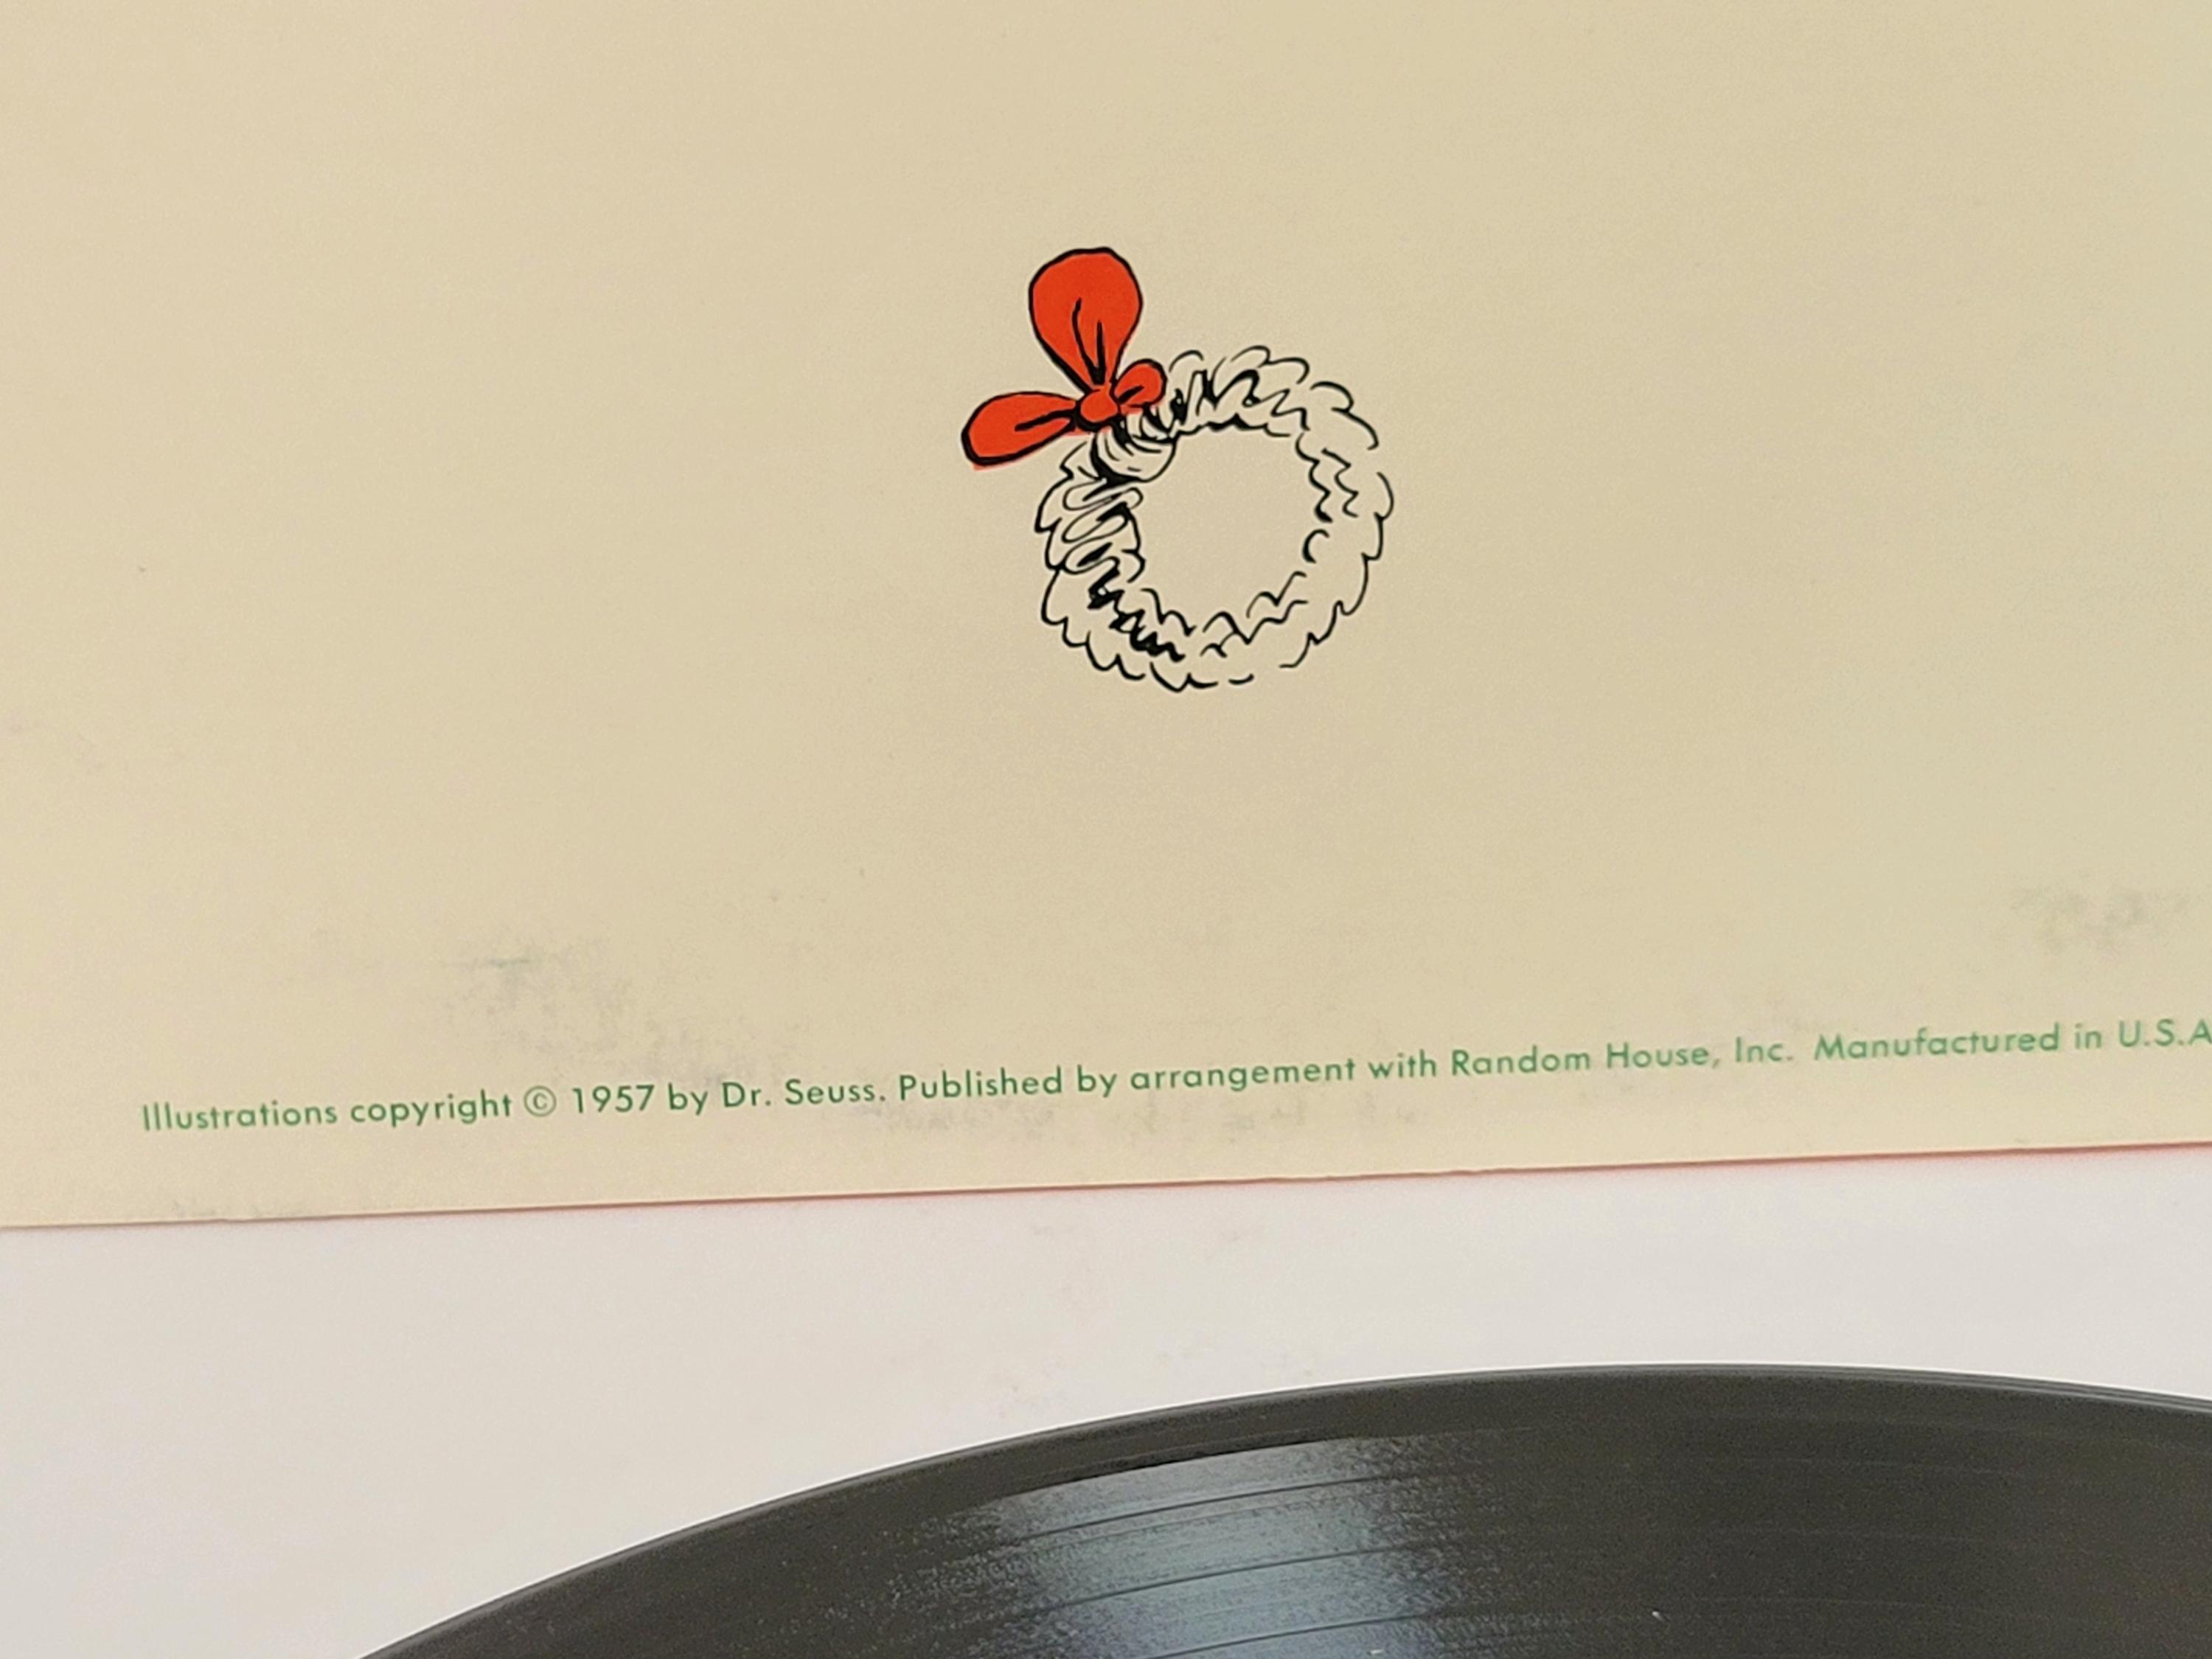 Illustrations copyright © 1957 by Dr. Seuss. Published by arrangement with Random House, Inc. Manufactured in U.S.A